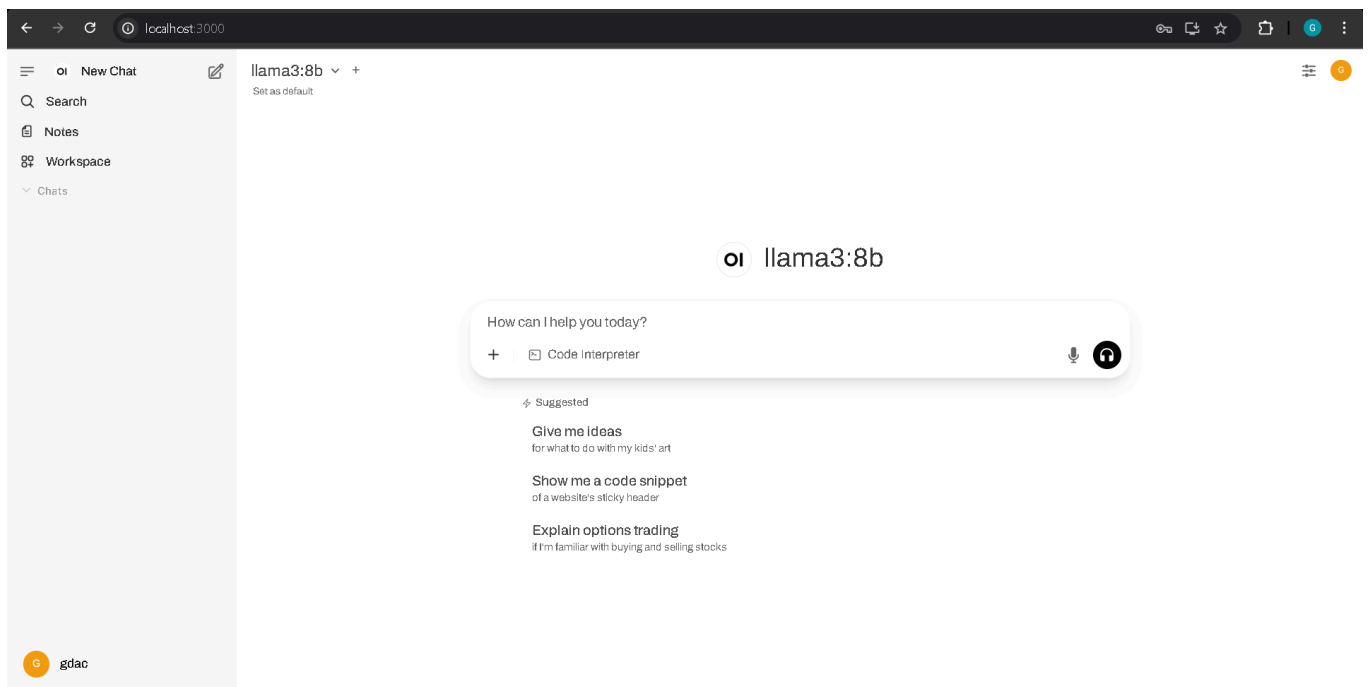 localhost:3000
G
OI New Chat
Search
Notes
Workspace
Chats
llama3:8b
Set as default
G
OI llama3:8b
How can I help you today?
Code Interpreter
Suggested
Give me ideas
for what to do with my kids' art
Show me a code snippet
of a website's sticky header
Explain options trading
if I'm familiar with buying and selling stocks
G gdac